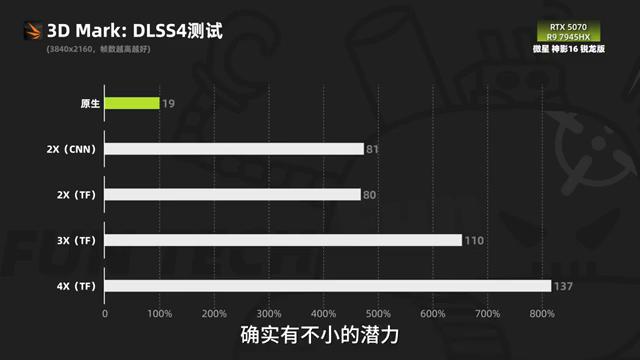 3D Mark: DLSS4测试
(3840x2160，帧数越高越好)
RTX 5070
R9 7945HX
微星 神影16 锐龙版
原生 19
2X（CNN） 81
2X（TF） 80
3X（TF） 110
4X（TF） 137
0 100% 200% 300% 400% 500% 600% 700% 800%
FUN TECH
确实有不小的潜力